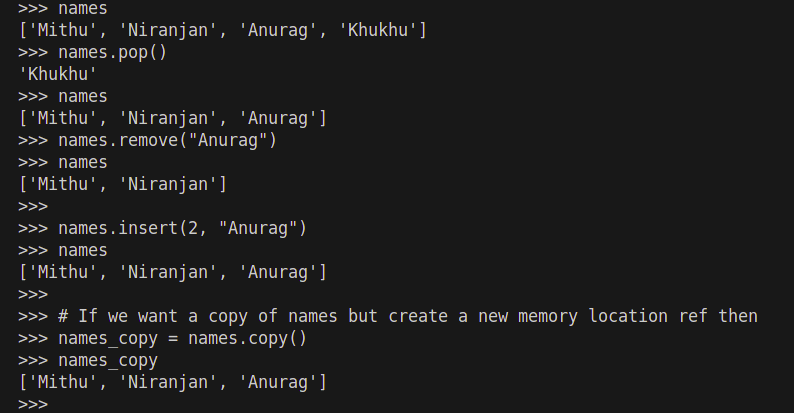 >>> names
['Mithu', 'Niranjan', 'Anurag', 'Khukhu']
>>> names.pop()
'Khukhu'
>>> names
['Mithu', 'Niranjan', 'Anurag']
>>> names.remove("Anurag")
>>> names
['Mithu', 'Niranjan']
>>>
>>> names.insert(2, "Anurag")
>>> names
['Mithu', 'Niranjan', 'Anurag']
>>>
>>> # If we want a copy of names but create a new memory location ref then
>>> names_copy = names.copy()
>>> names_copy
['Mithu', 'Niranjan', 'Anurag']
>>>